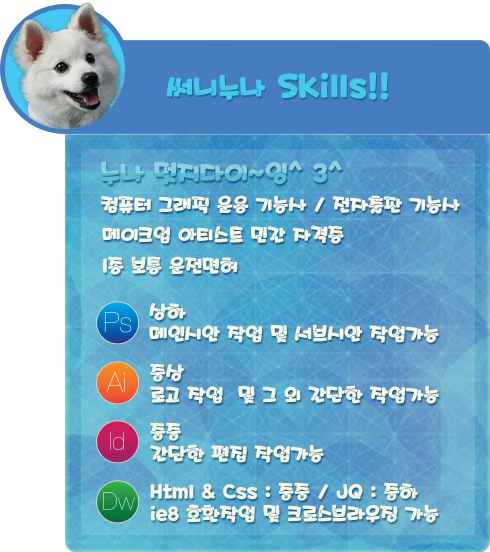 써니누나 Skills!!
누나 멋지다이~잉^ 3^
컴퓨터 그래픽 운용 기능사 / 전자출판 기능사
메이크업 아티스트 민간 자격증
1종 보통 운전면허
Ps
상하
메인시안 작업 및 서브시안 작업가능
Ai
중상
로고 작업 및 그 외 간단한 작업가능
Id
중중
간단한 편집 작업가능
Dw
Html & Css : 중중 / JQ : 중하
ie8 호환작업 및 크로스브라우징 가능